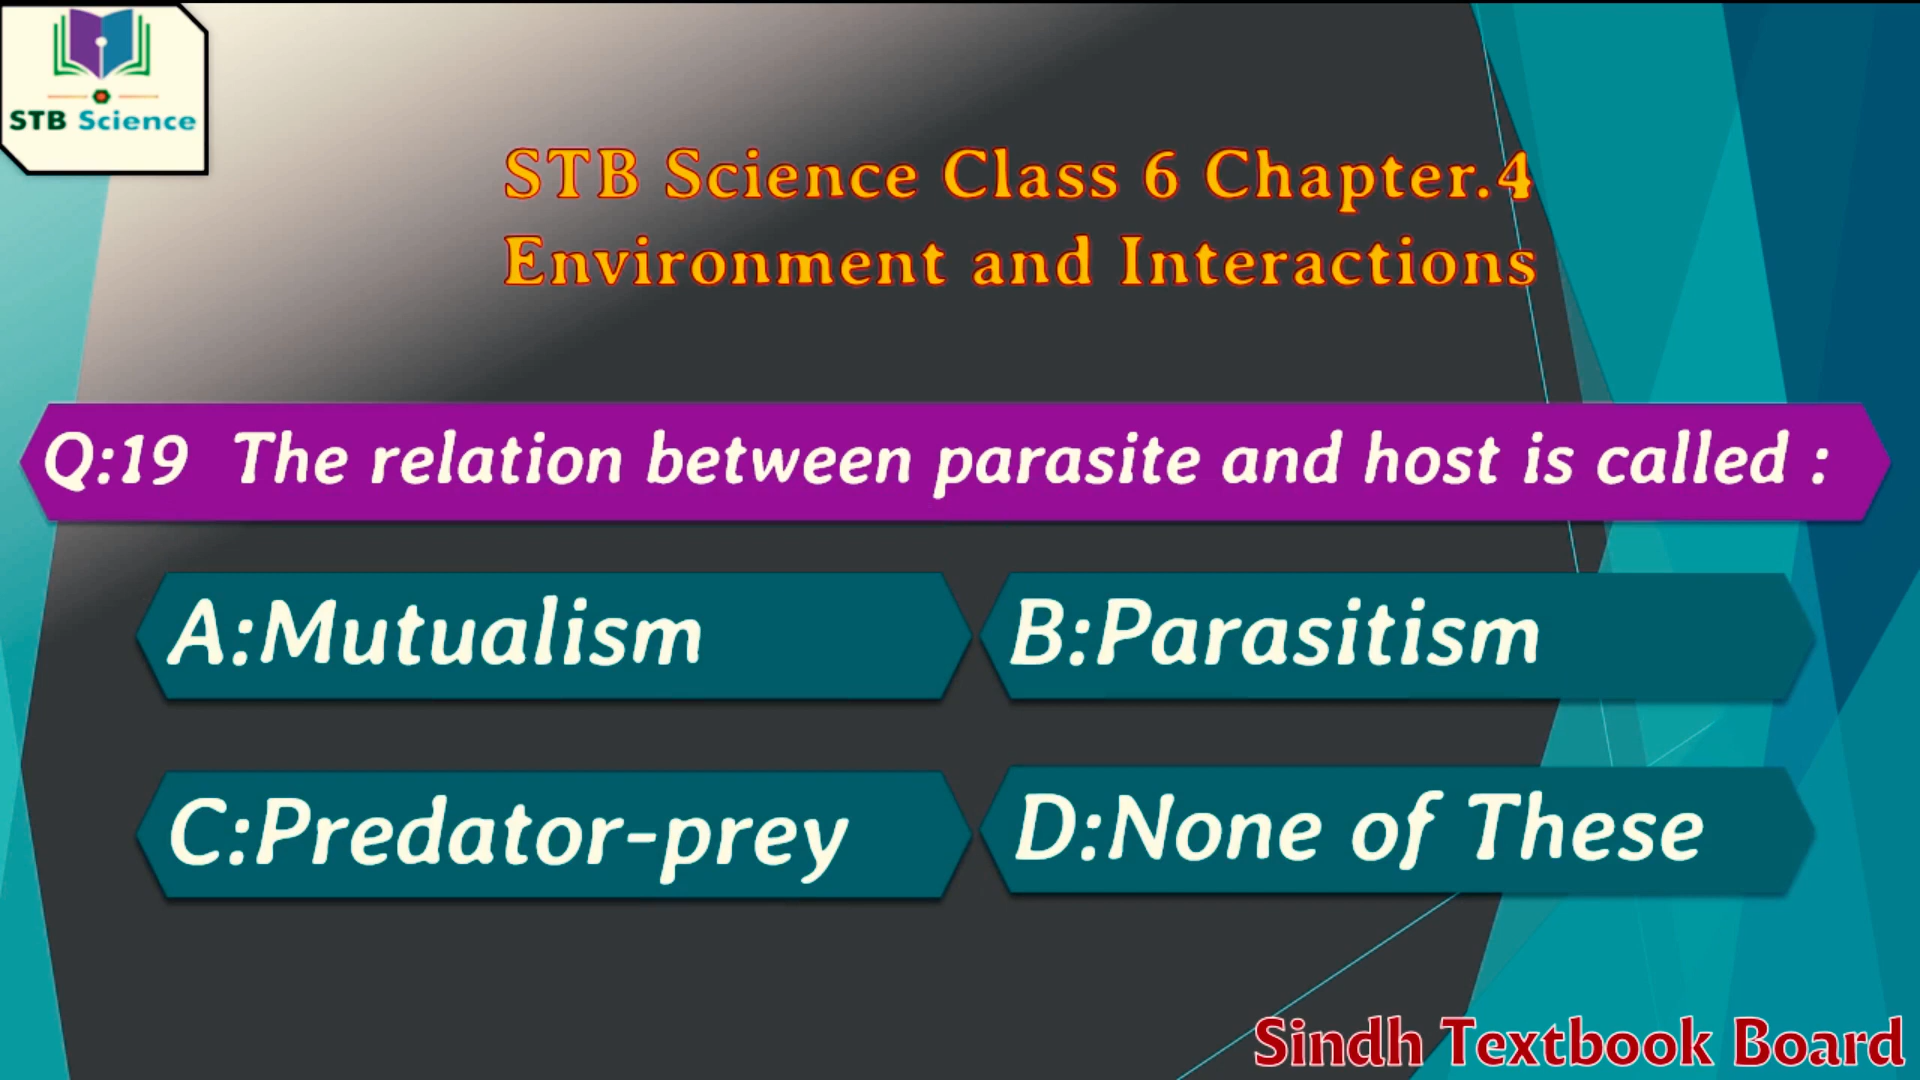 STB Science
STB Science Class 6 Chapter.4
Environment and Interactions
Q:19 The relation between parasite and host is called :
A:Mutualism
B:Parasitism
C:Predator-prey
D:None of These
Sindh Textbook Board